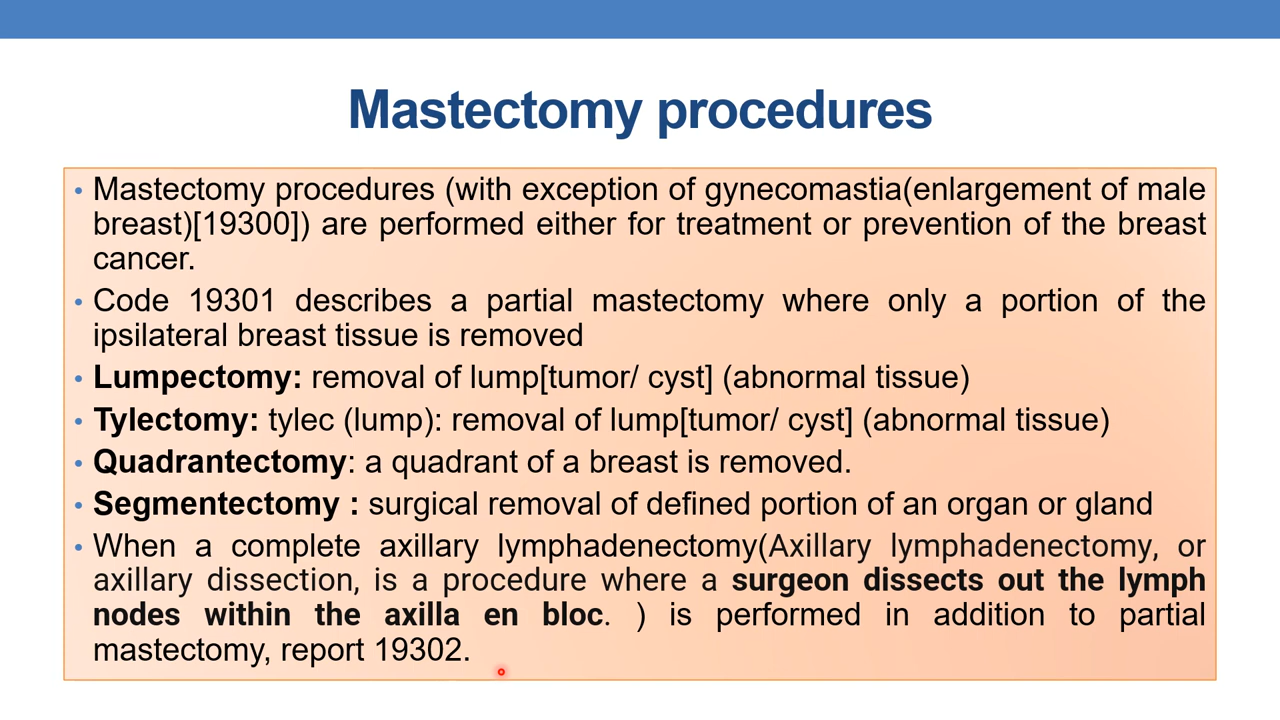 Mastectomy procedures
• Mastectomy procedures (with exception of gynecomastia(enlargement of male
breast)[19300]) are performed either for treatment or prevention of the breast
cancer.
• Code 19301 describes a partial mastectomy where only a portion of the
ipsilateral breast tissue is removed
• Lumpectomy: removal of lump[tumor/ cyst] (abnormal tissue)
• Tylectomy: tylec (lump): removal of lump[tumor/ cyst] (abnormal tissue)
• Quadrantectomy: a quadrant of a breast is removed.
• Segmentectomy : surgical removal of defined portion of an organ or gland
• When a complete axillary lymphadenectomy(Axillary lymphadenectomy, or
axillary dissection, is a procedure where a surgeon dissects out the lymph
nodes within the axilla en bloc. ) is performed in addition to partial
mastectomy, report 19302.